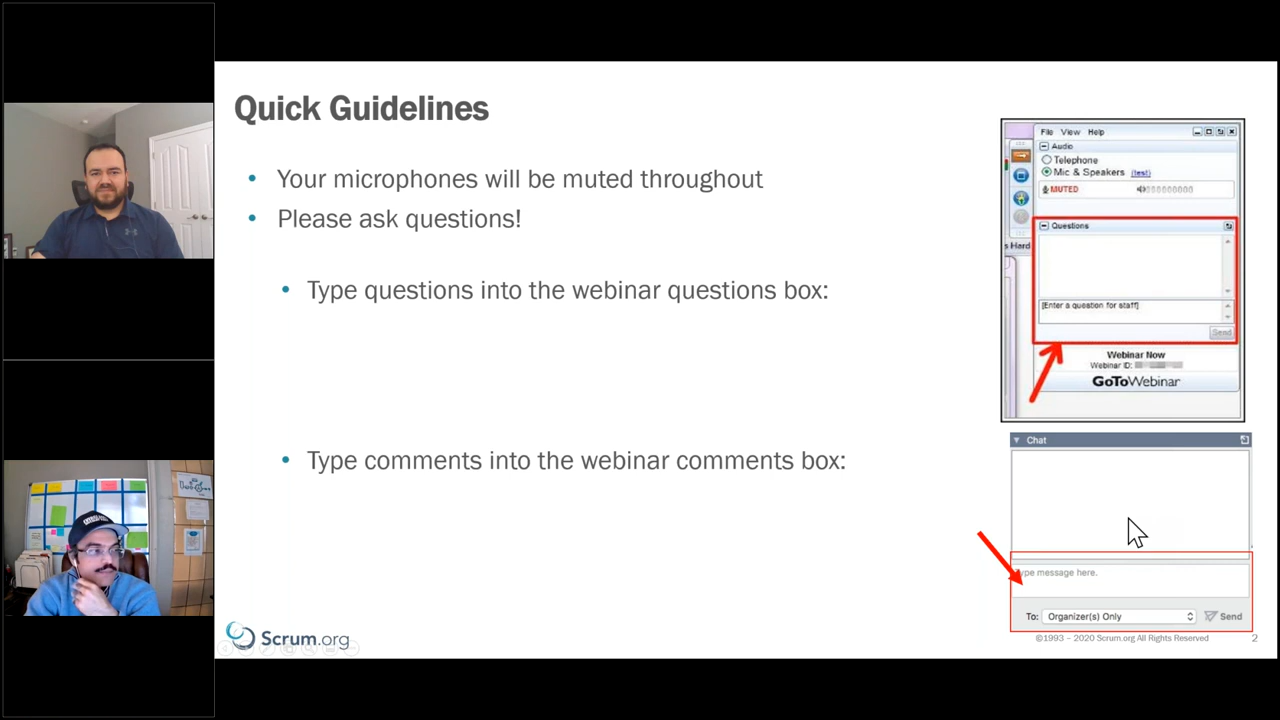 Quick Guidelines
• Your microphones will be muted throughout
• Please ask questions!
• Type questions into the webinar questions box:
• Type comments into the webinar comments box:
File View Help
Audio
Telephone
Mic & Speakers (test)
MUTED
Questions
s Hard
[Enter a question for staff]
Send
Webinar Now
Webinar ID:
GoToWebinar
Chat
ype message here.
To: Organizer(s) Only Send
Scrum.org
©1993 – 2020 Scrum.org All Rights Reserved
2